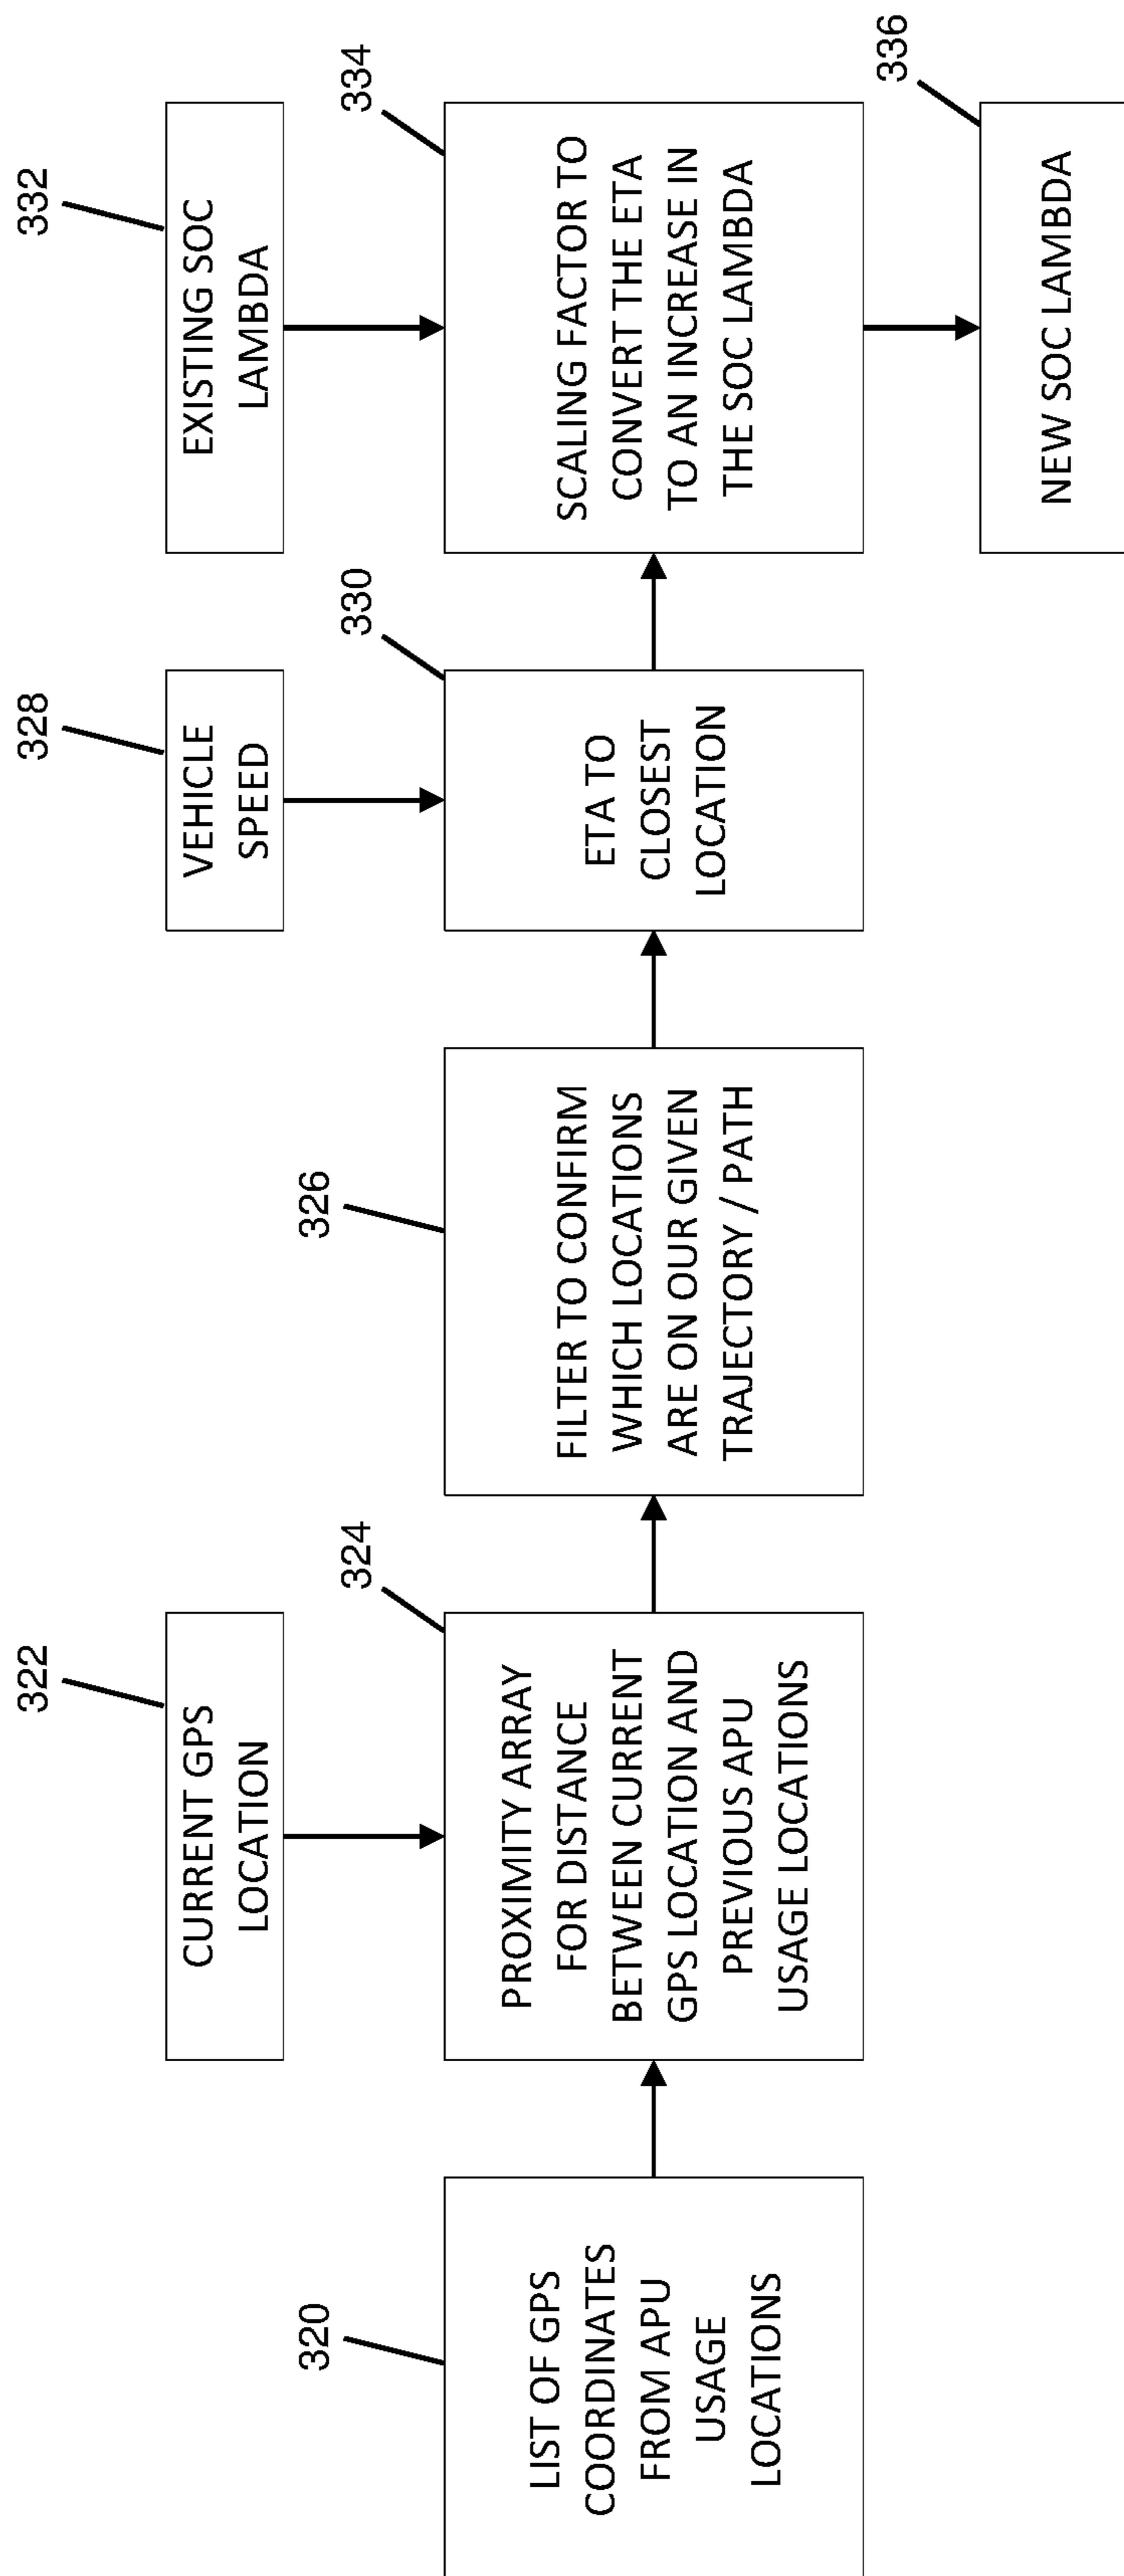 320
LIST OF GPS
COORDINATES
FROM APU
USAGE
LOCATIONS
322
CURRENT GPS
LOCATION
324
PROXIMITY ARRAY
FOR DISTANCE
BETWEEN CURRENT
GPS LOCATION AND
PREVIOUS APU
USAGE LOCATIONS
326
FILTER TO CONFIRM
WHICH LOCATIONS
ARE ON OUR GIVEN
TRAJECTORY / PATH
328
VEHICLE
SPEED
330
ETA TO
CLOSEST
LOCATION
332
EXISTING SOC
LAMBDA
334
SCALING FACTOR TO
CONVERT THE ETA
TO AN INCREASE IN
THE SOC LAMBDA
336
NEW SOC LAMBDA